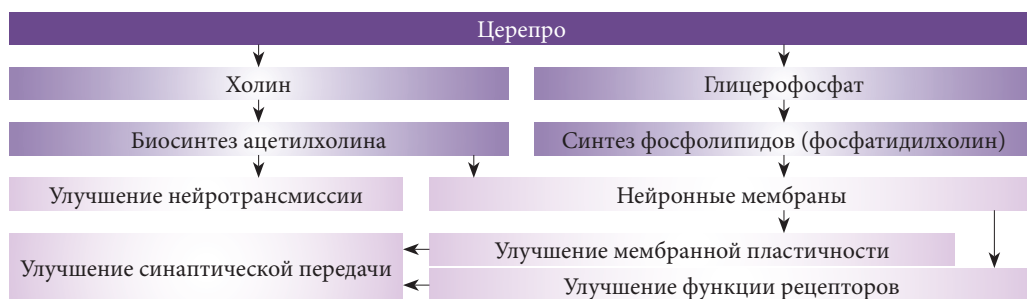 Церепро
Холин
Глицерофосфат
Биосинтез ацетилхолина
Синтез фосфолипидов (фосфатидилхолин)
Улучшение нейротрансмиссии
Нейронные мембраны
Улучшение мембранной пластичности
Улучшение синаптической передачи
Улучшение функции рецепторов